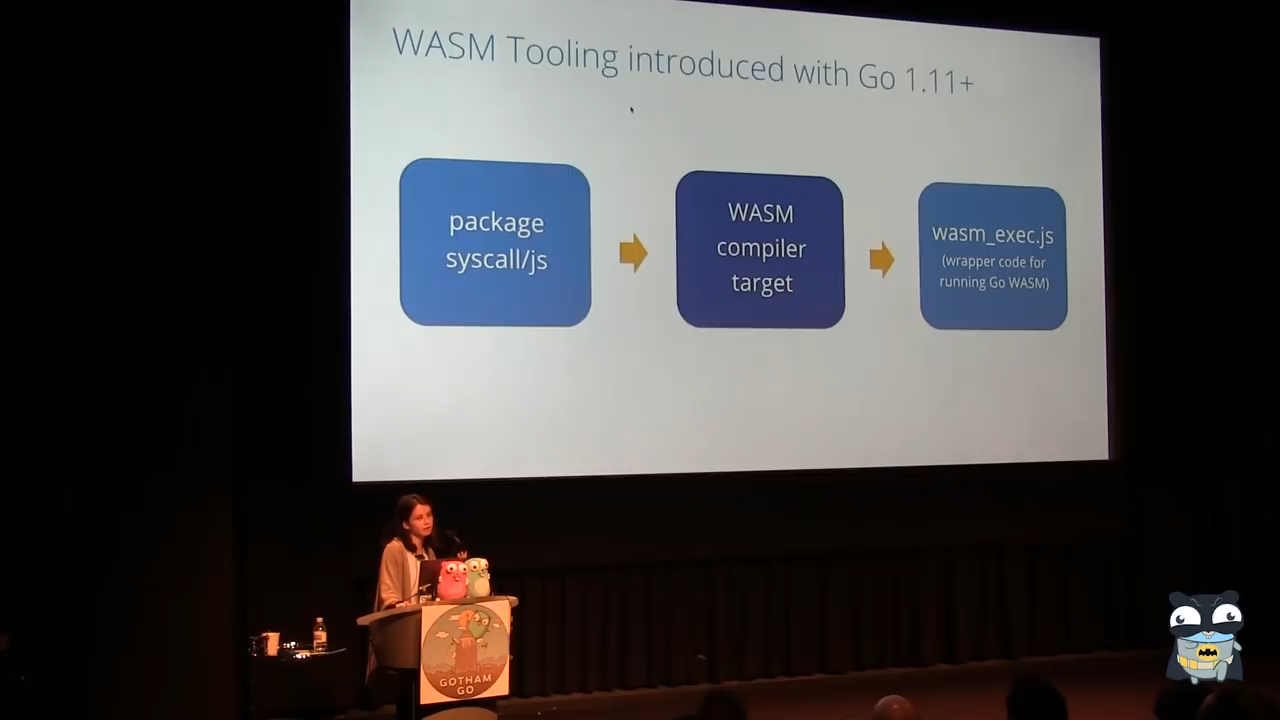 WASM Tooling introduced with Go 1.11+
package
syscall/js
WASM
compiler
target
wasm_exec.js
(wrapper code for
running Go WASM)
GOTHAM
GO